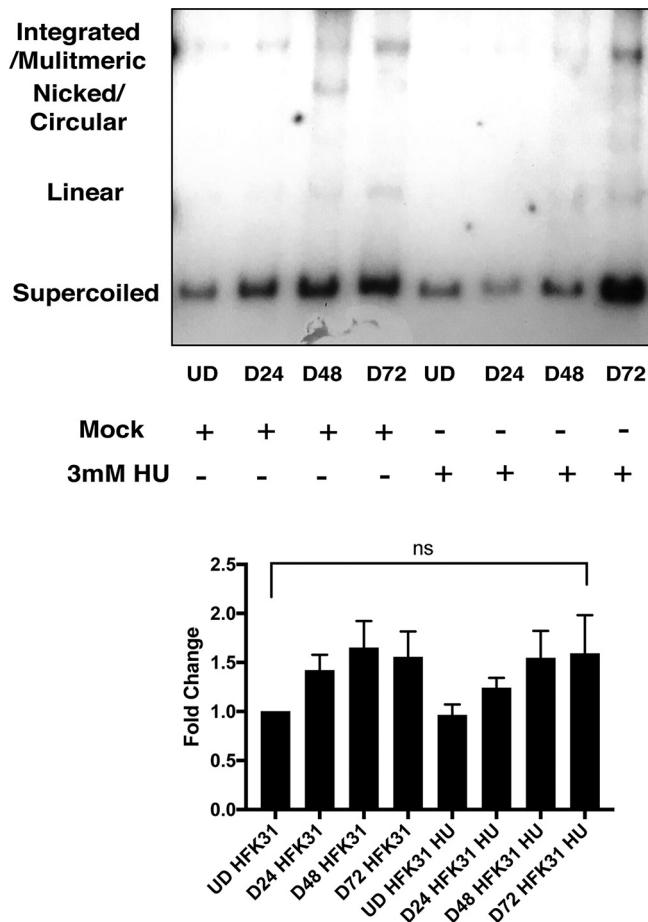 Integrated
/Mulitmeric
Nicked/
Circular
Linear
Supercoiled
UD D24 D48 D72 UD D24 D48 D72
Mock + + + + - - - -
3mM HU - - - - + + + +
ns
Fold Change
2.5
2.0
1.5
1.0
0.5
0.0
UD HFK31
D24 HFK31
D48 HFK31
D72 HFK31
UD HFK31 HU
D24 HFK31 HU
D48 HFK31 HU
D72 HFK31 HU